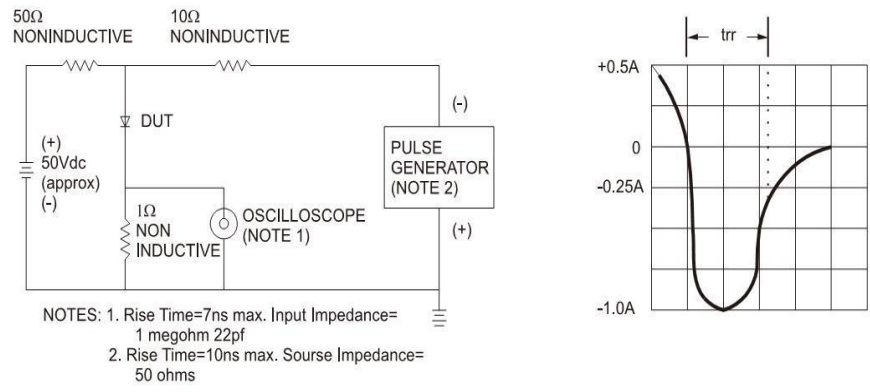 50Ω
NONINDUCTIVE
10Ω
NONINDUCTIVE
DUT
(+)
50Vdc
(approx)
(-)
1Ω
NON
INDUCTIVE
OSCILLOSCOPE
(NOTE 1)
(-)
PULSE
GENERATOR
(NOTE 2)
(+)
NOTES: 1. Rise Time=7ns max. Input Impedance=
1 megohm 22pf
2. Rise Time=10ns max. Sourse Impedance=
50 ohms
trr
+0.5A
0
-0.25A
-1.0A